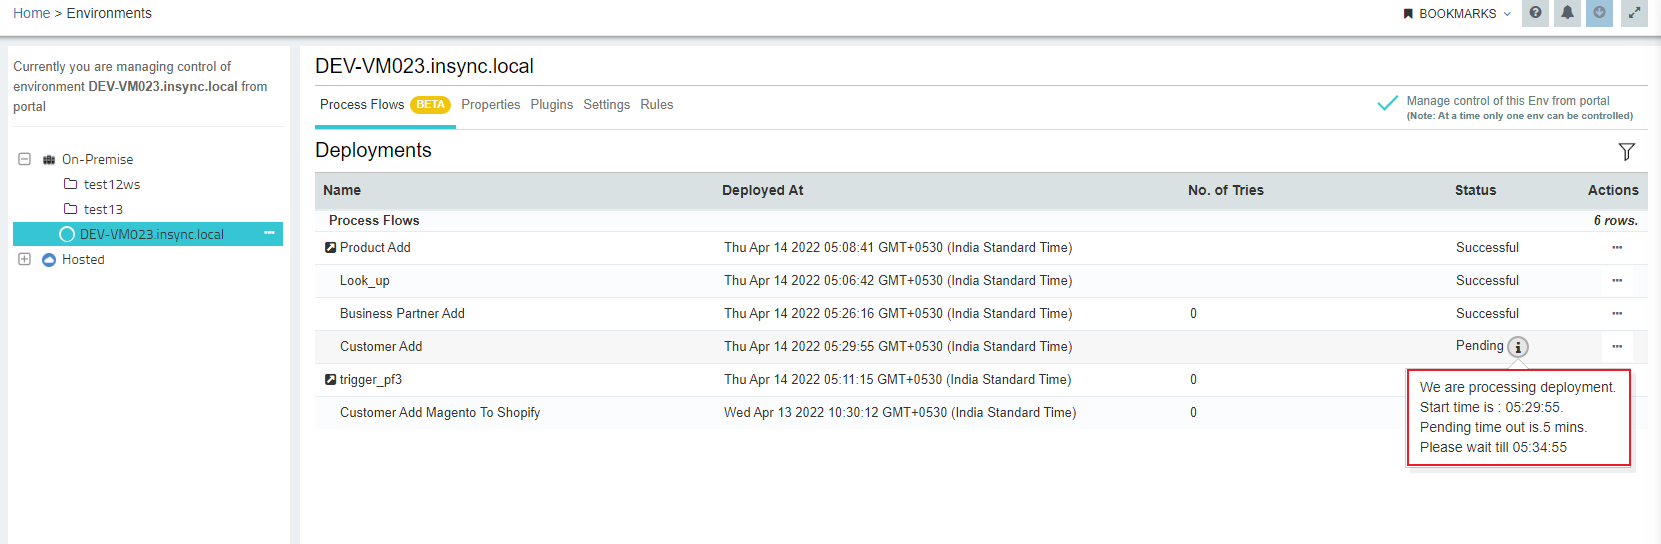 Home > Environments
BOOKMARKS
Currently you are managing control of
environment DEV-VM023.insync.local from
portal
On-Premise
test12ws
test13
DEV-VM023.insync.local
Hosted
DEV-VM023.insync.local
Process Flows BETA Properties Plugins Settings Rules
Manage control of this Env from portal
(Note: At a time only one env can be controlled)
Deployments
Name Deployed At No. of Tries Status Actions
Process Flows 6 rows.
Product Add Thu Apr 14 2022 05:08:41 GMT+0530 (India Standard Time) Successful
Look_up Thu Apr 14 2022 05:06:42 GMT+0530 (India Standard Time) Successful
Business Partner Add Thu Apr 14 2022 05:26:16 GMT+0530 (India Standard Time) 0 Successful
Customer Add Thu Apr 14 2022 05:29:55 GMT+0530 (India Standard Time) Pending
trigger_pf3 Thu Apr 14 2022 05:11:15 GMT+0530 (India Standard Time) 0
Customer Add Magento To Shopify Wed Apr 13 2022 10:30:12 GMT+0530 (India Standard Time) 0
We are processing deployment.
Start time is : 05:29:55.
Pending time out is.5 mins.
Please wait till 05:34:55